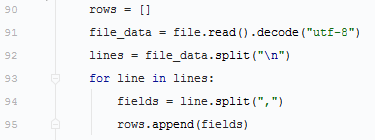 90 rows = []
91 file_data = file.read().decode("utf-8")
92 lines = file_data.split("\n")
93 for line in lines:
94     fields = line.split(",")
95     rows.append(fields)